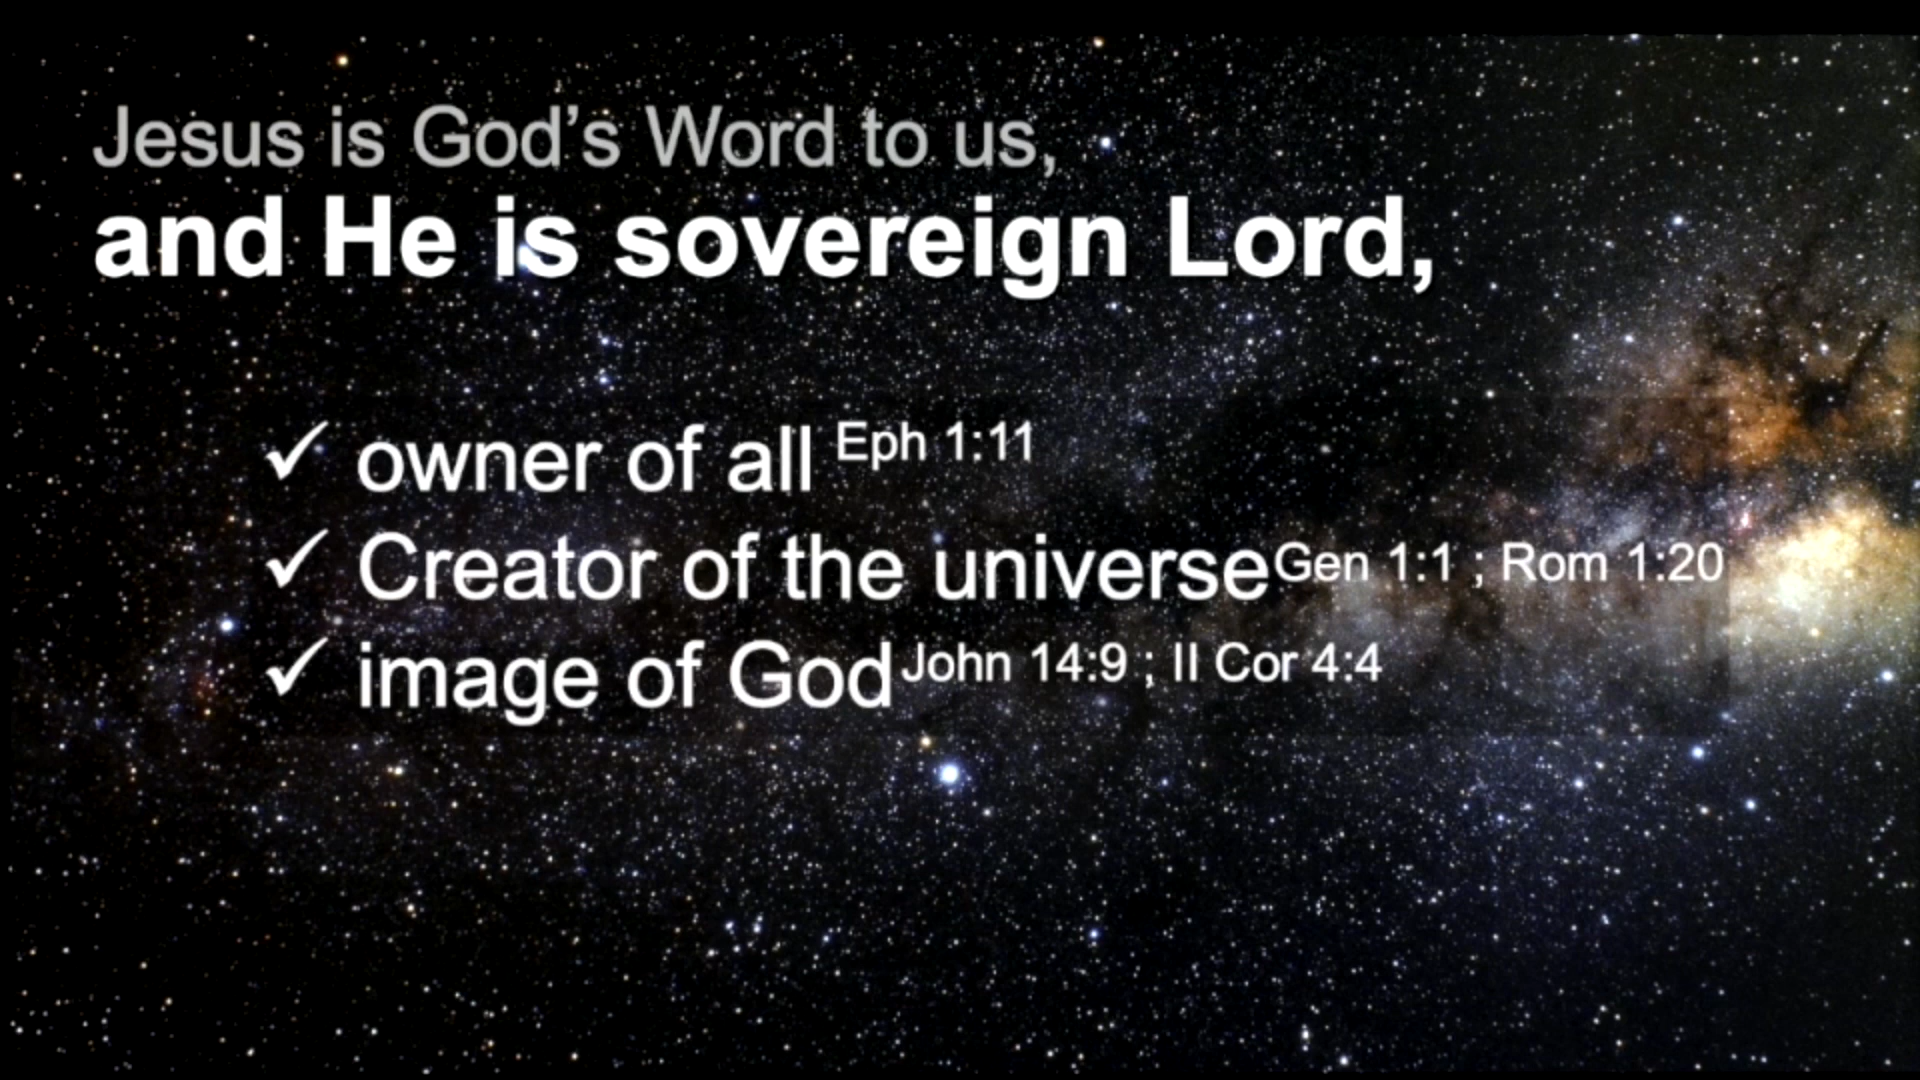 Jesus is God’s Word to us,
and He is sovereign Lord,
✓ owner of all Eph 1:11
✓ Creator of the universe Gen 1:1 ; Rom 1:20
✓ image of God John 14:9 ; II Cor 4:4